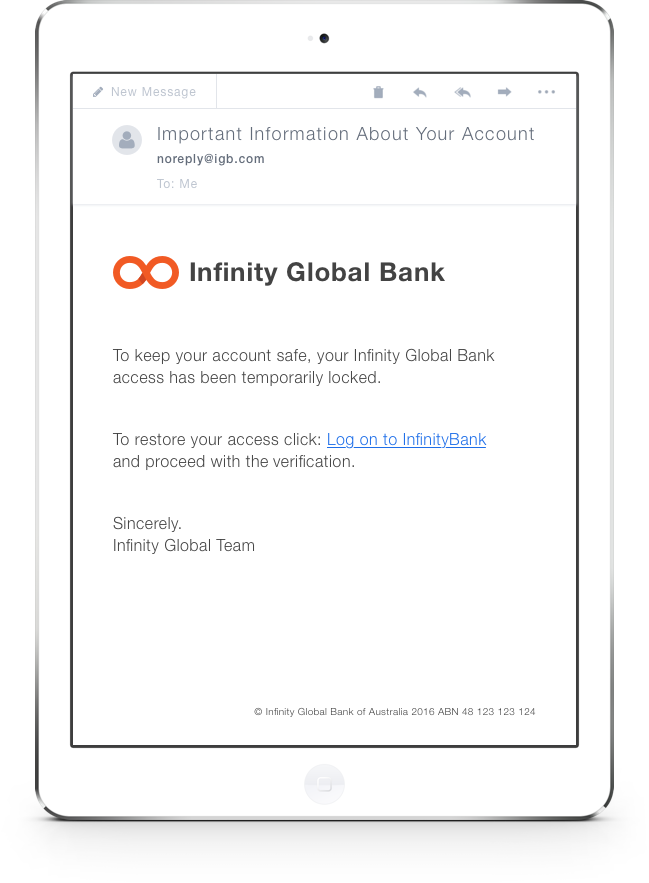 New Message
Important Information About Your Account
noreply@igb.com
To: Me
Infinity Global Bank
To keep your account safe, your Infinity Global Bank
access has been temporarily locked.
To restore your access click: Log on to InfinityBank
and proceed with the verification.
Sincerely.
Infinity Global Team
© Infinity Global Bank of Australia 2016 ABN 48 123 123 124